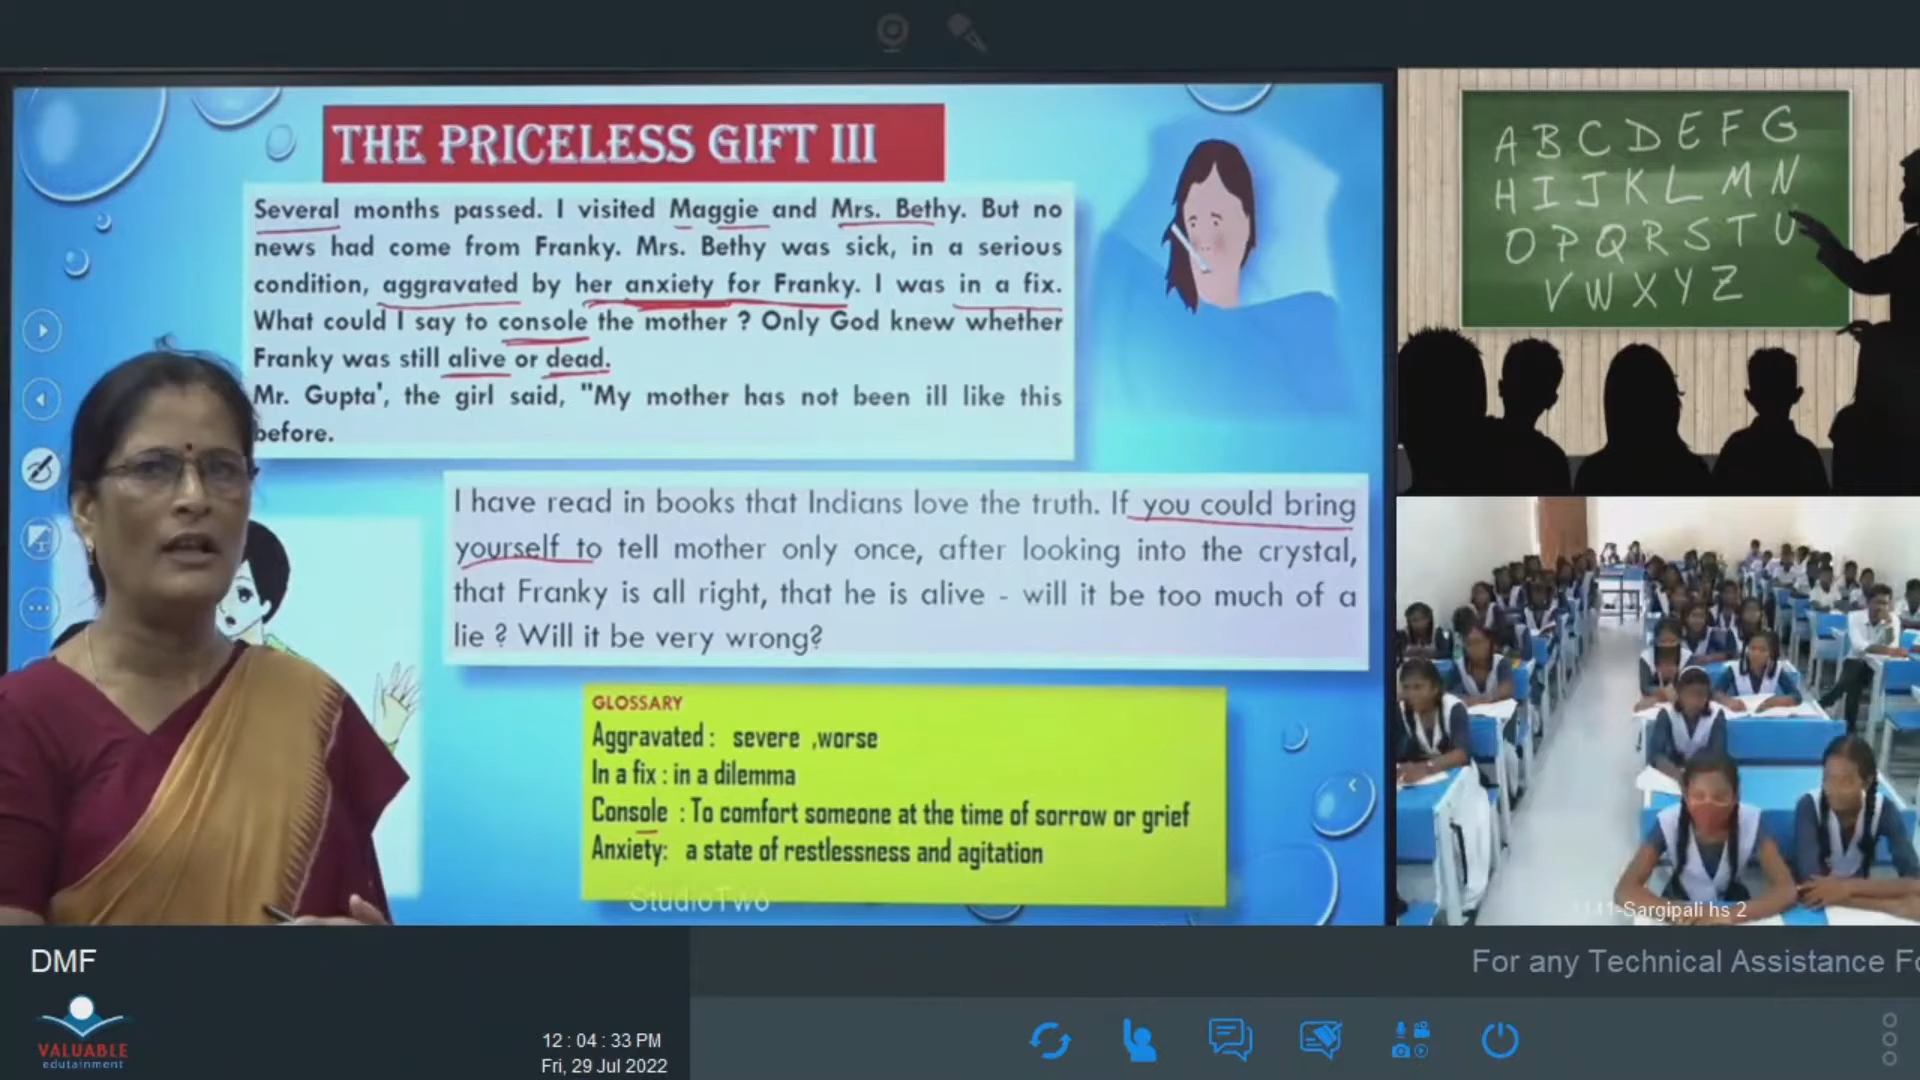 THE PRICELESS GIFT III
Several months passed. I visited Maggie and Mrs. Bethy. But no
news had come from Franky. Mrs. Bethy was sick, in a serious
condition, aggravated by her anxiety for Franky. I was in a fix.
What could I say to console the mother ? Only God knew whether
Franky was still alive or dead.
Mr. Gupta', the girl said, "My mother has not been ill like this
before.
I have read in books that Indians love the truth. If you could bring
yourself to tell mother only once, after looking into the crystal,
that Franky is all right, that he is alive - will it be too much of a
lie ? Will it be very wrong?
GLOSSARY
Aggravated : severe ,worse
In a fix : in a dilemma
Console : To comfort someone at the time of sorrow or grief
Anxiety: a state of restlessness and agitation
StudioTwo
A B C D E F G
H I J K L M N
O P Q R S T U
V W X Y Z
-Sargipali hs 2
DMF
For any Technical Assistance
VALUABLE
edutainment
12 : 04 : 33 PM
Fri, 29 Jul 2022